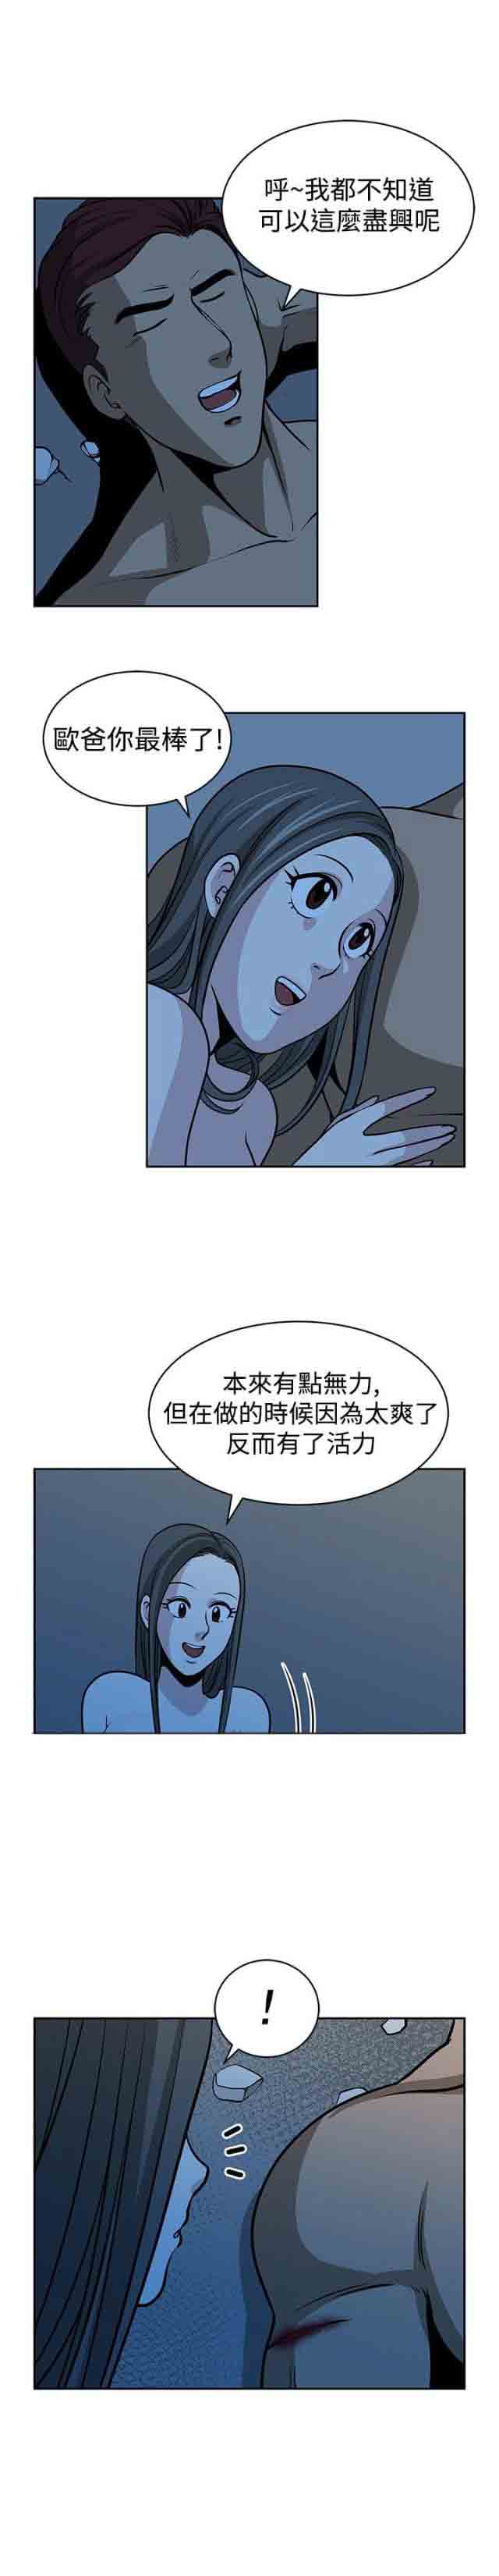 呼~我都不知道
可以這麼盡興呢
歐爸你最棒了!
本來有點無力,
但在做的時候因為太爽了
反而有了活力
!